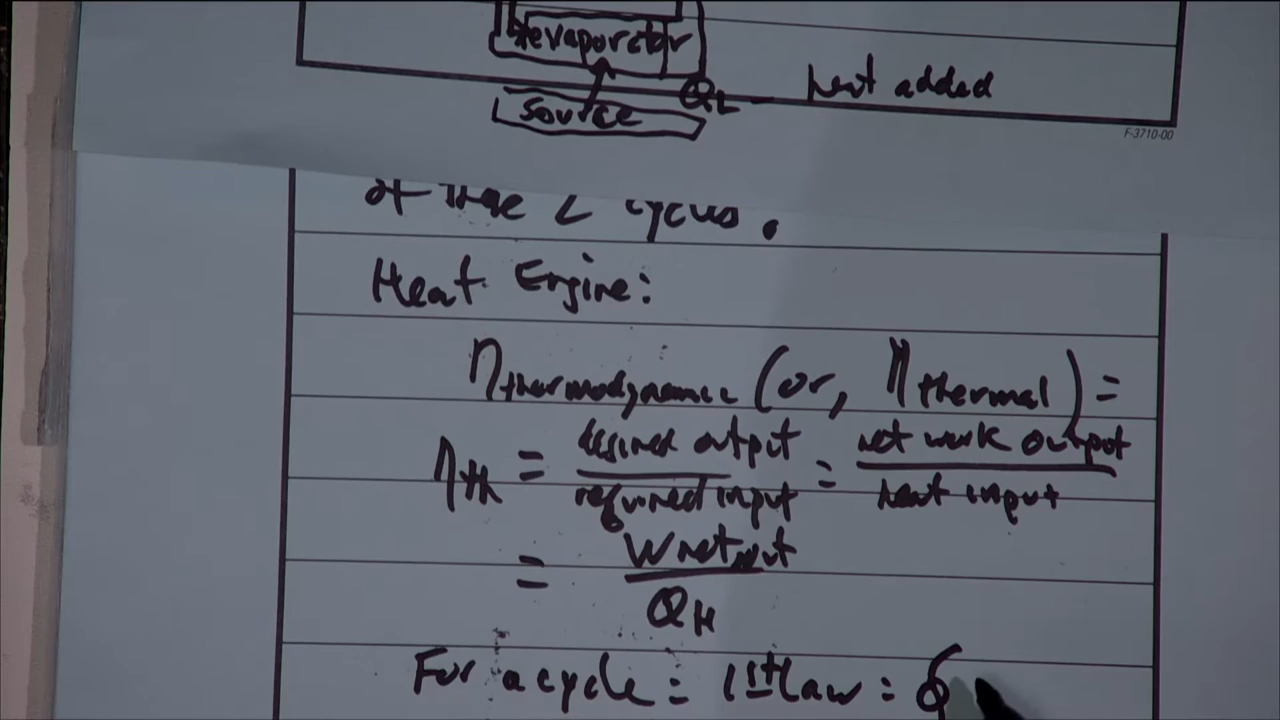 evaporator
QL - heat added
source
F-3710-00
of these 2 cycles.
Heat Engine:
ηthermodynamic (or, ηthermal) =
ηth = desired output / required input = net work output / heat input
= Wnet,out / QH
For a cycle: 1st Law: ∮